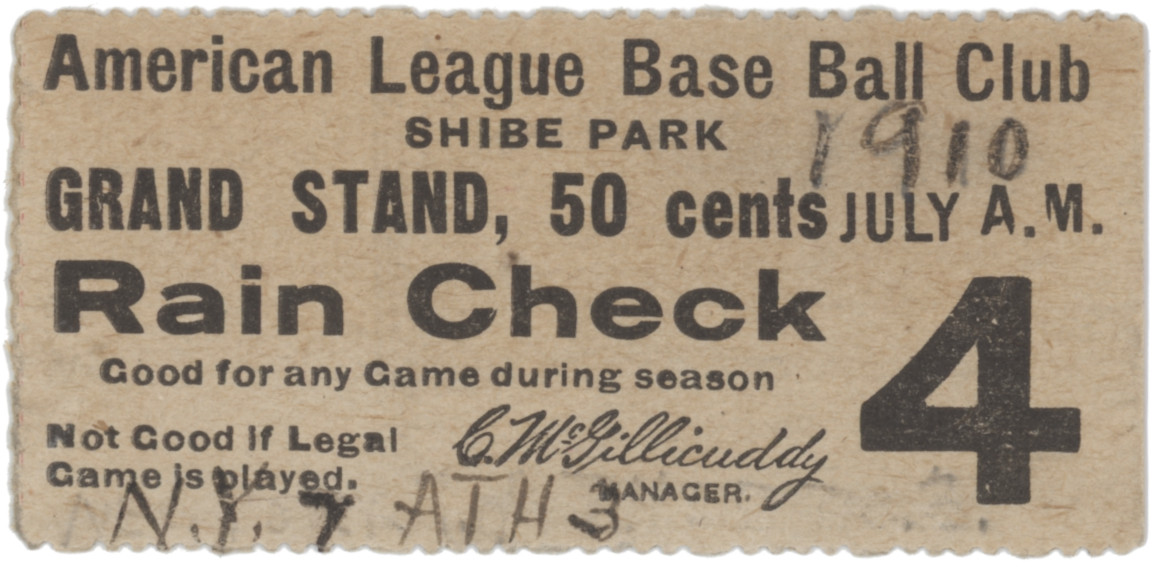 American League Base Ball Club
SHIBE PARK
1910
GRAND STAND, 50 cents JULY A.M.
Rain Check
4
Good for any Game during season
Not Good if Legal
Game is played.
C. McGillicuddy
MANAGER.
N.Y. 7 ATH 3